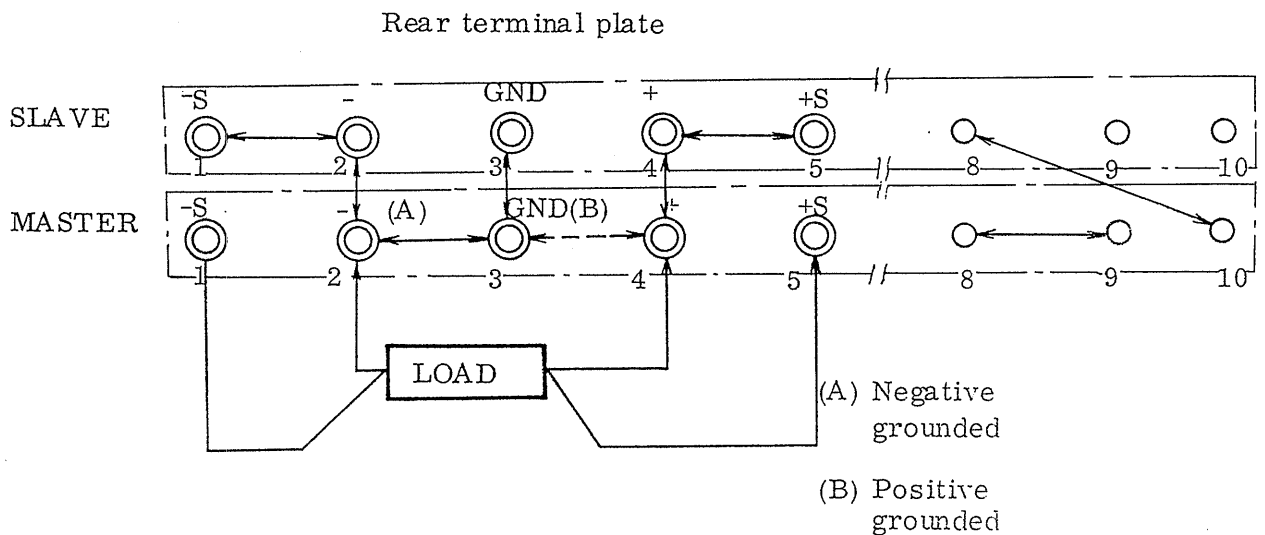 Rear terminal plate
SLAVE
-S - GND + +S
1 2 3 4 5 8 9 10
MASTER
-S - (A) GND(B) + +S
1 2 3 4 5 8 9 10
LOAD
(A) Negative
grounded
(B) Positive
grounded